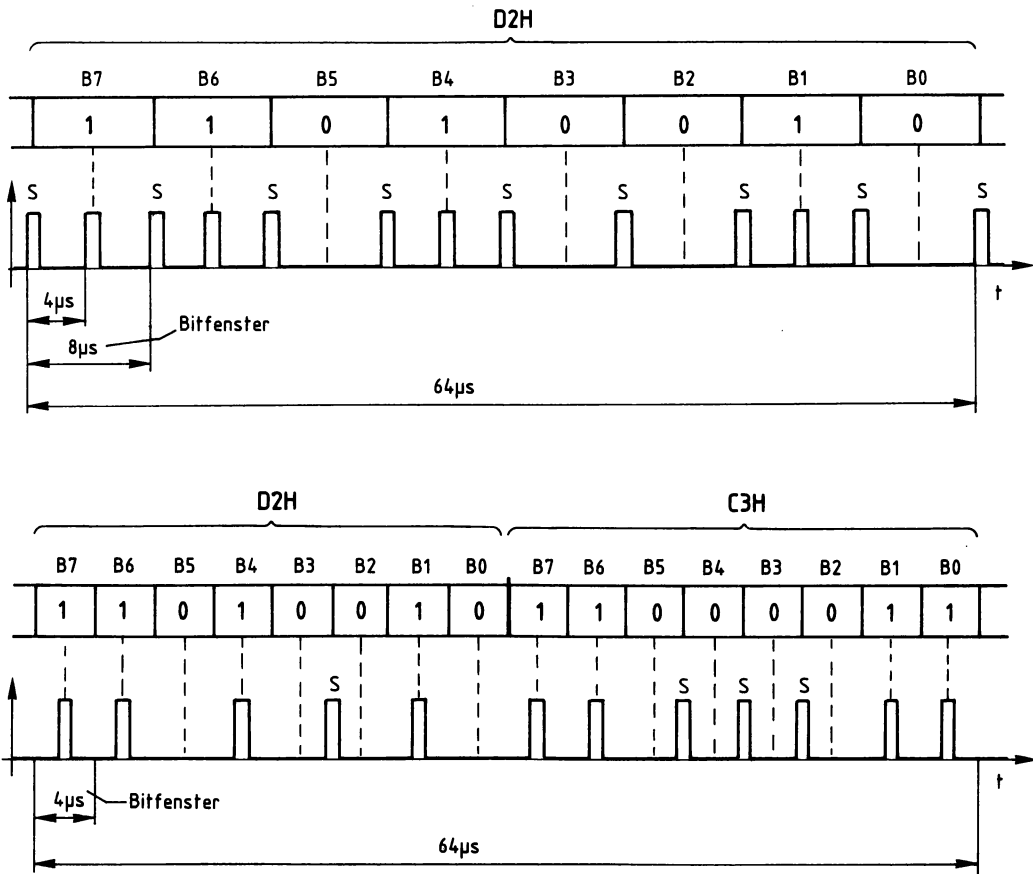 D2H
B7 B6 B5 B4 B3 B2 B1 B0
1 1 0 1 0 0 1 0
S S S S S S S S S
t
4µs
Bitfenster
8µs
64µs
D2H C3H
B7 B6 B5 B4 B3 B2 B1 B0 B7 B6 B5 B4 B3 B2 B1 B0
1 1 0 1 0 0 1 0 1 1 0 0 0 0 1 1
S S S S
t
4µs Bitfenster
64µs